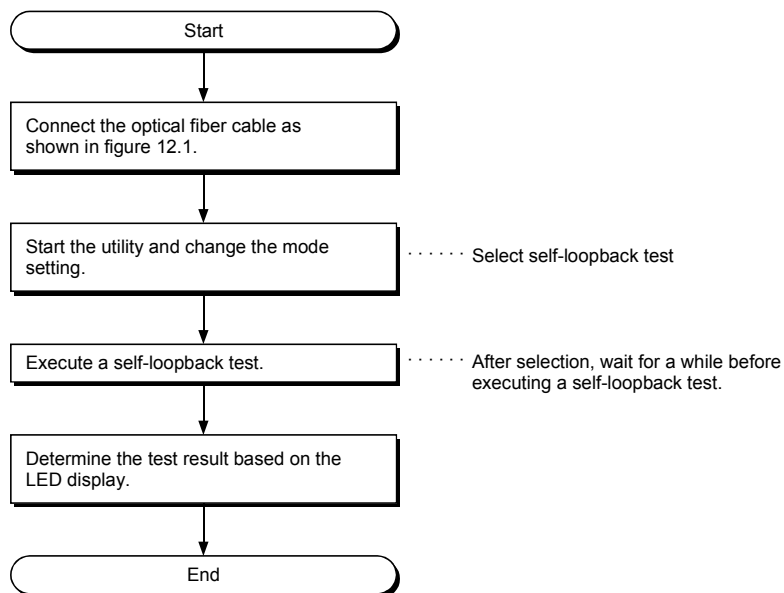 Start
Connect the optical fiber cable as
shown in figure 12.1.
Start the utility and change the mode
setting.
· · · · · · Select self-loopback test
Execute a self-loopback test.
· · · · · · After selection, wait for a while before
executing a self-loopback test.
Determine the test result based on the
LED display.
End